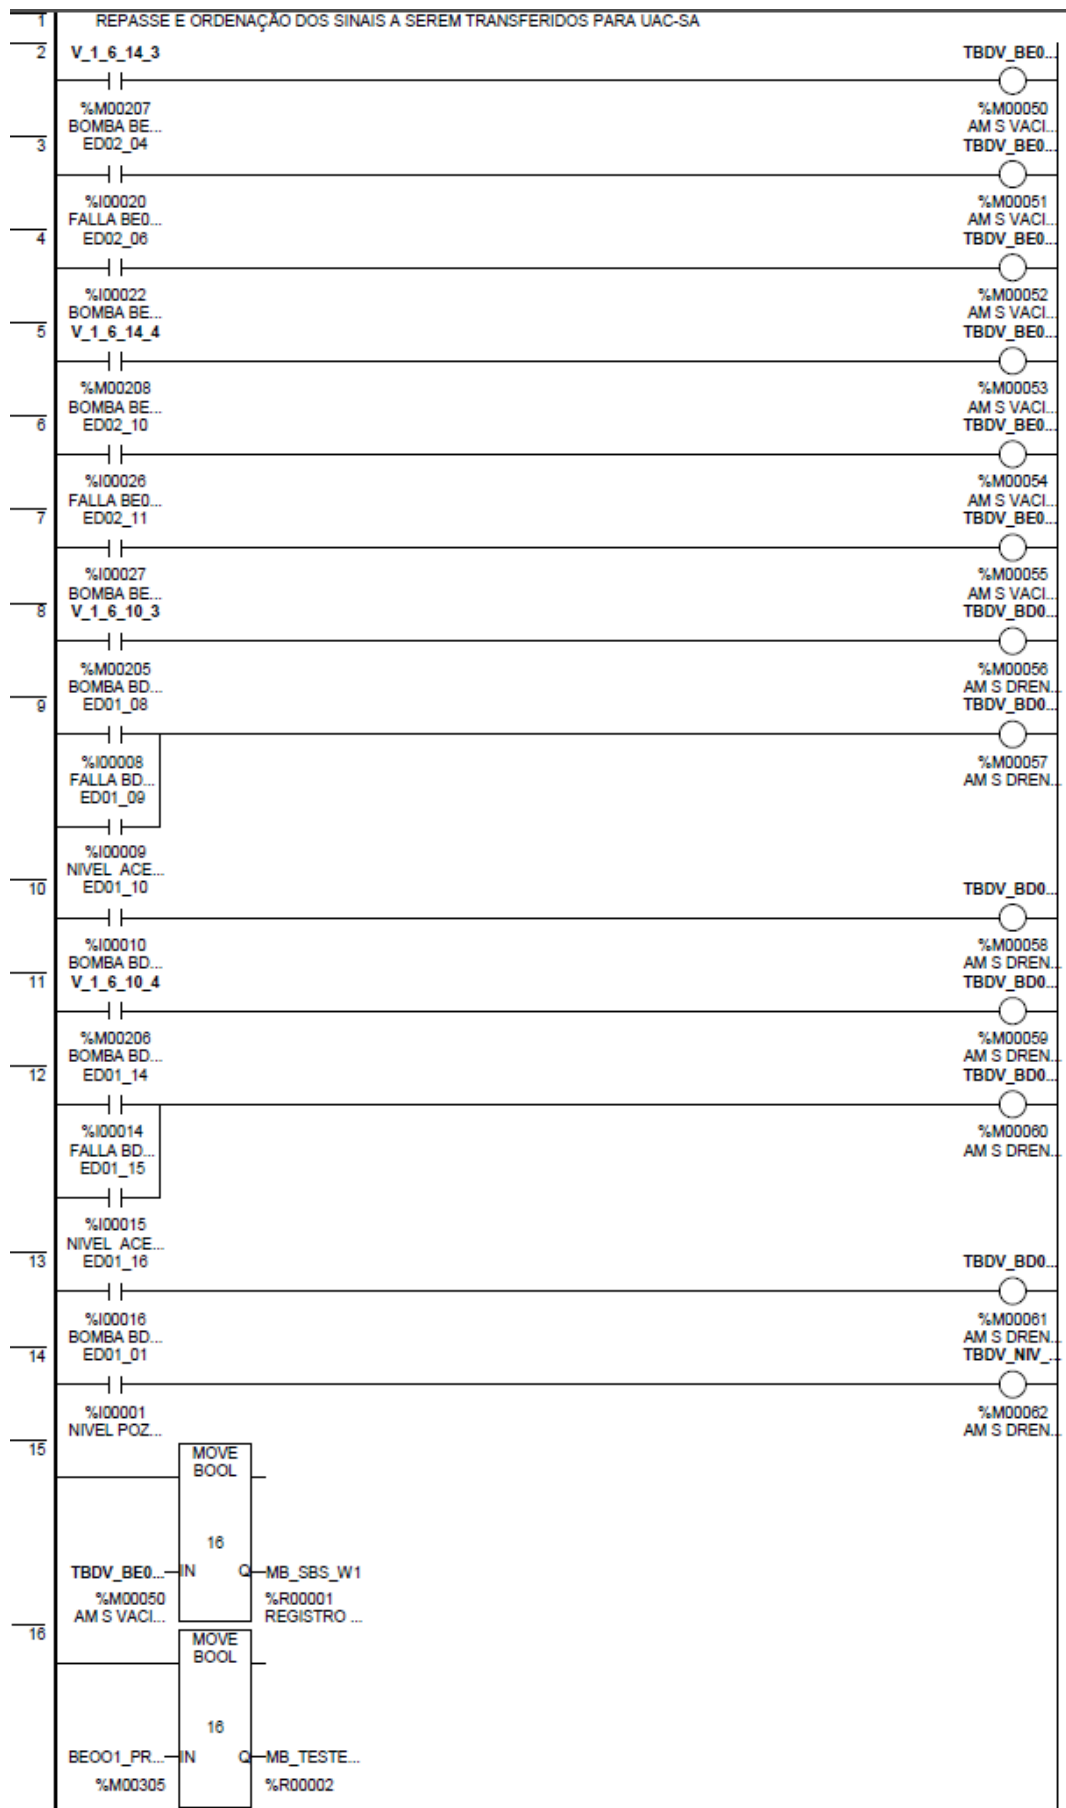 1 REPASSE E ORDENAÇÃO DOS SINAIS A SEREM TRANSFERIDOS PARA UAC-SA
2 V_1_6_14_3 TBDV_BE0...
%M00207 %M00050
BOMBA BE... AM S VACI...
3 ED02_04 TBDV_BE0...
%I00020 %M00051
FALLA BE0... AM S VACI...
4 ED02_06 TBDV_BE0...
%I00022 %M00052
BOMBA BE... AM S VACI...
5 V_1_6_14_4 TBDV_BE0...
%M00208 %M00053
BOMBA BE... AM S VACI...
6 ED02_10 TBDV_BE0...
%I00026 %M00054
FALLA BE0... AM S VACI...
7 ED02_11 TBDV_BE0...
%I00027 %M00055
BOMBA BE... AM S VACI...
8 V_1_6_10_3 TBDV_BD0...
%M00205 %M00056
BOMBA BD... AM S DREN...
9 ED01_08 TBDV_BD0...
%I00008 %M00057
FALLA BD... AM S DREN...
ED01_09
%I00009
NIVEL ACE...
10 ED01_10 TBDV_BD0...
%I00010 %M00058
BOMBA BD... AM S DREN...
11 V_1_6_10_4 TBDV_BD0...
%M00206 %M00059
BOMBA BD... AM S DREN...
12 ED01_14 TBDV_BD0...
%I00014 %M00060
FALLA BD... AM S DREN...
ED01_15
%I00015
NIVEL ACE...
13 ED01_16 TBDV_BD0...
%I00016 %M00061
BOMBA BD... AM S DREN...
14 ED01_01 TBDV_NIV_...
%I00001 %M00062
NIVEL POZ... AM S DREN...
15 MOVE
BOOL
16
TBDV_BE0... IN Q MB_SBS_W1
%M00050 %R00001
AM S VACI... REGISTRO ...
16 MOVE
BOOL
16
BEOO1_PR... IN Q MB_TESTE...
%M00305 %R00002